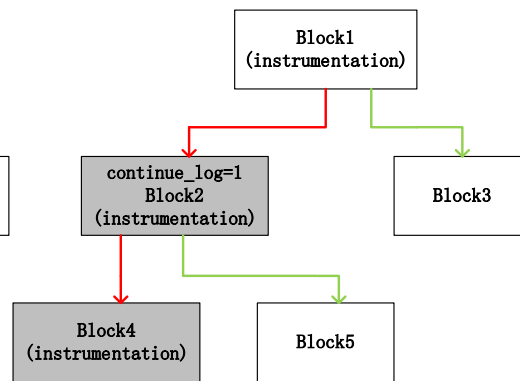 Block1
(instrumentation)
continue_log=1
Block2
(instrumentation)
Block3
Block4
(instrumentation)
Block5